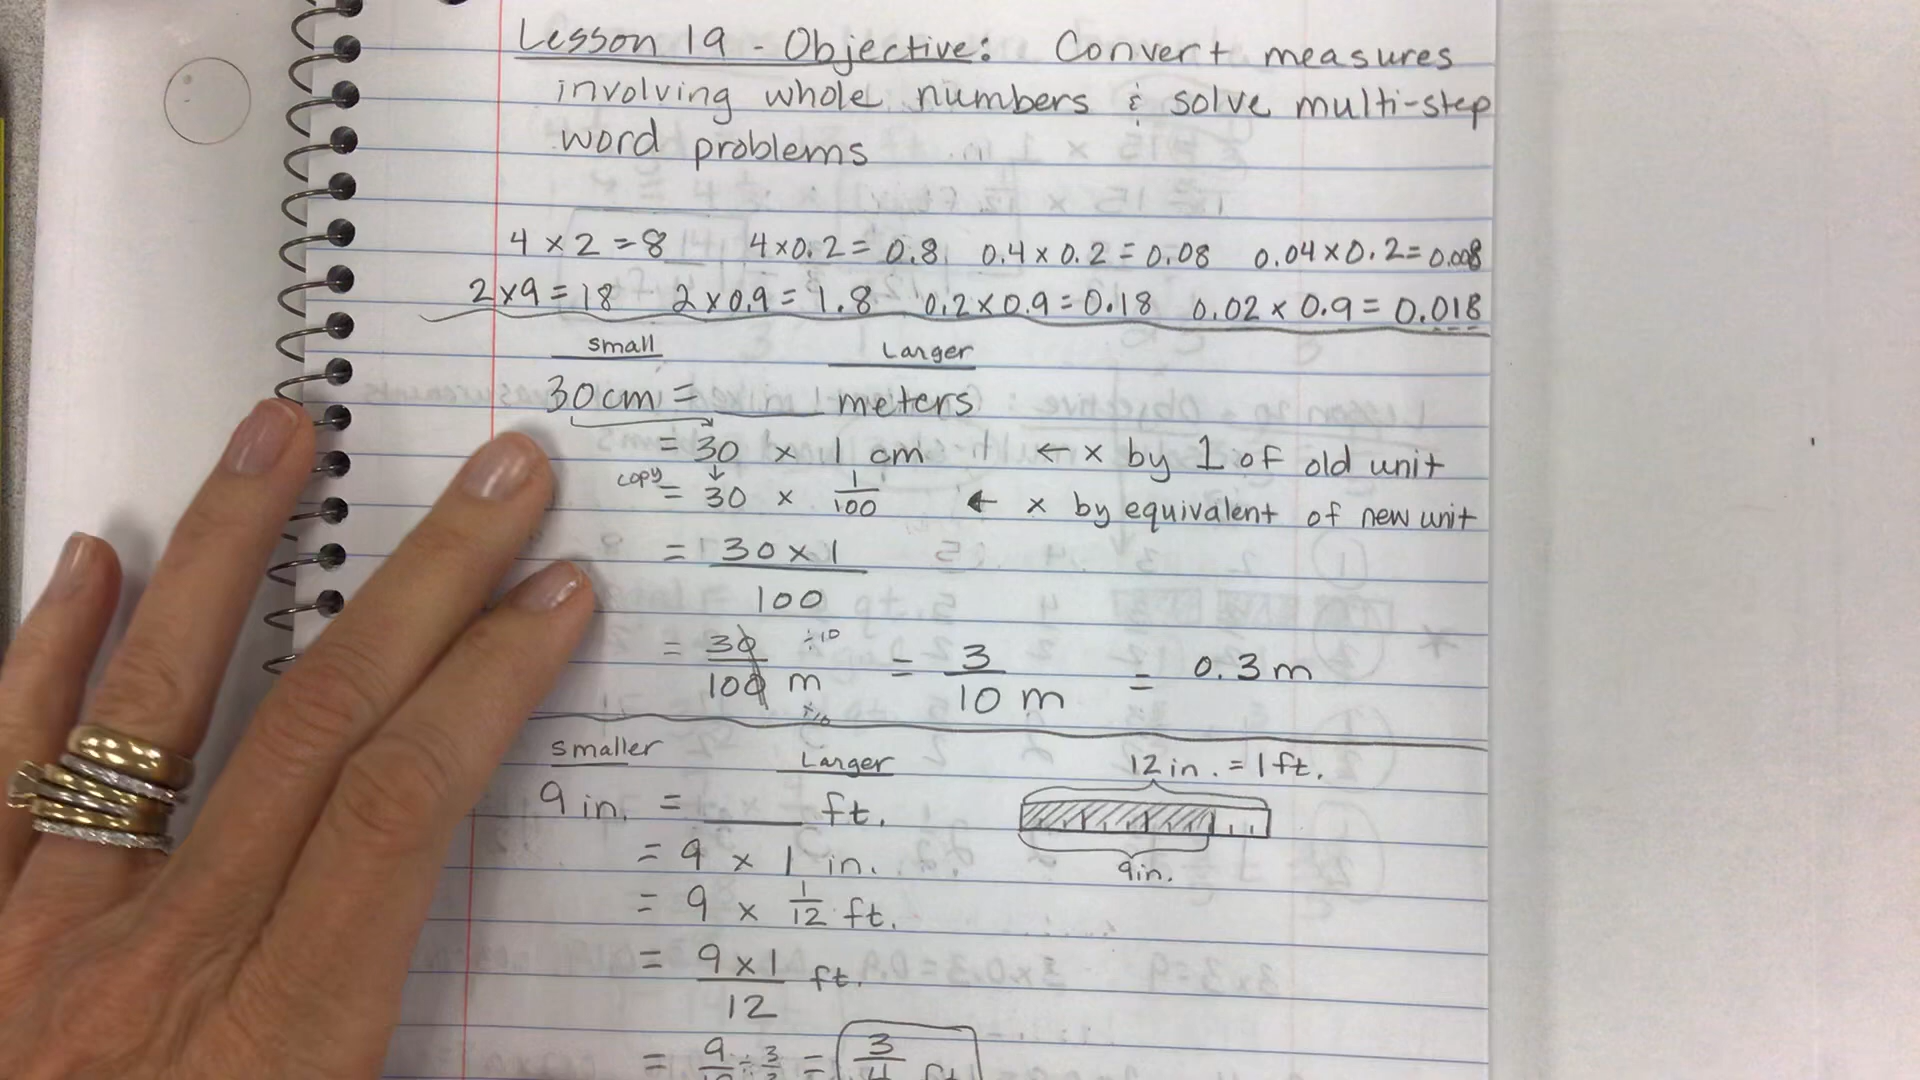 Lesson 19 - Objective: Convert measures
involving whole numbers & solve multi-step
word problems
4 x 2 = 8 4 x 0.2 = 0.8 0.4 x 0.2 = 0.08 0.04 x 0.2 = 0.008
2 x 9 = 18 2 x 0.9 = 1.8 0.2 x 0.9 = 0.18 0.02 x 0.9 = 0.018
small Larger
30cm = ____ meters
= 30 x 1 cm ← x by 1 of old unit
copy = 30 x 1/100 ← x by equivalent of new unit
= 30 x 1
100
= 30/100 m ÷10 ÷10 = 3/10 m = 0.3 m
smaller Larger 12 in. = 1 ft.
9 in. = ____ ft.
= 9 x 1 in. 9in.
= 9 x 1/12 ft.
= 9 x 1 ft.
12
= 9 ÷ 3 = 3